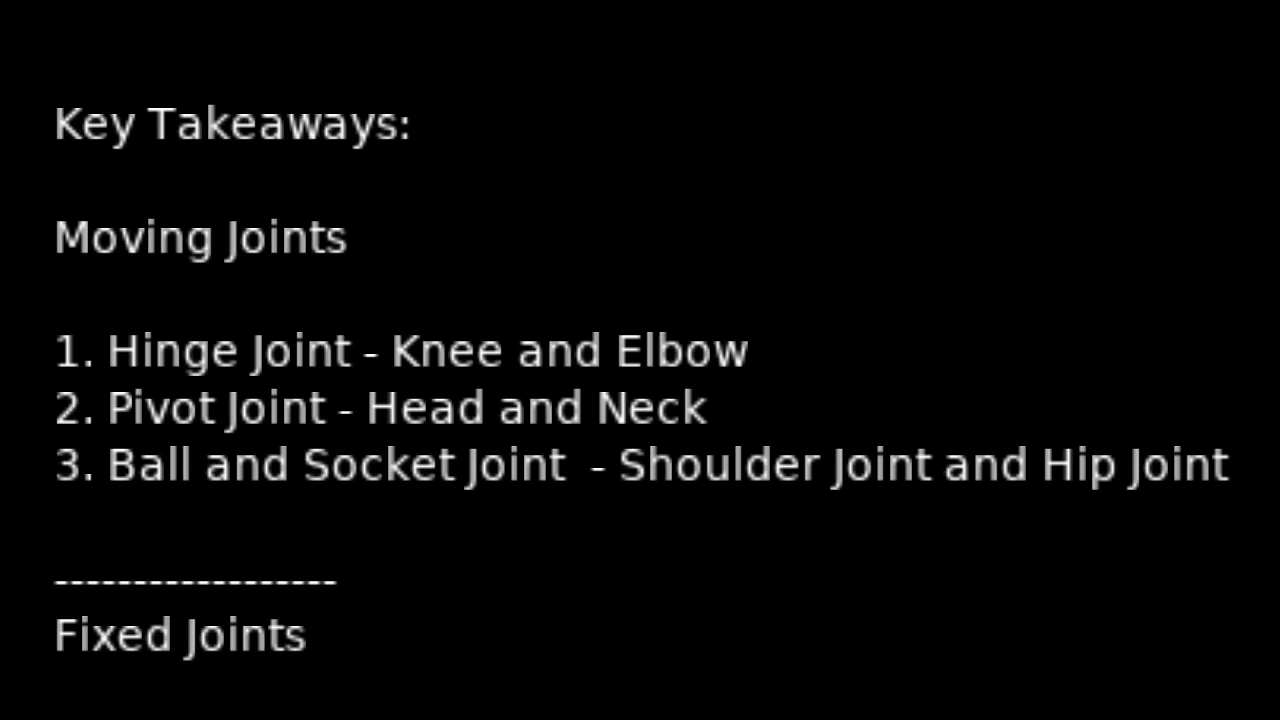 Key Takeaways:
Moving Joints
1. Hinge Joint - Knee and Elbow
2. Pivot Joint - Head and Neck
3. Ball and Socket Joint  - Shoulder Joint and Hip Joint
------------------
Fixed Joints